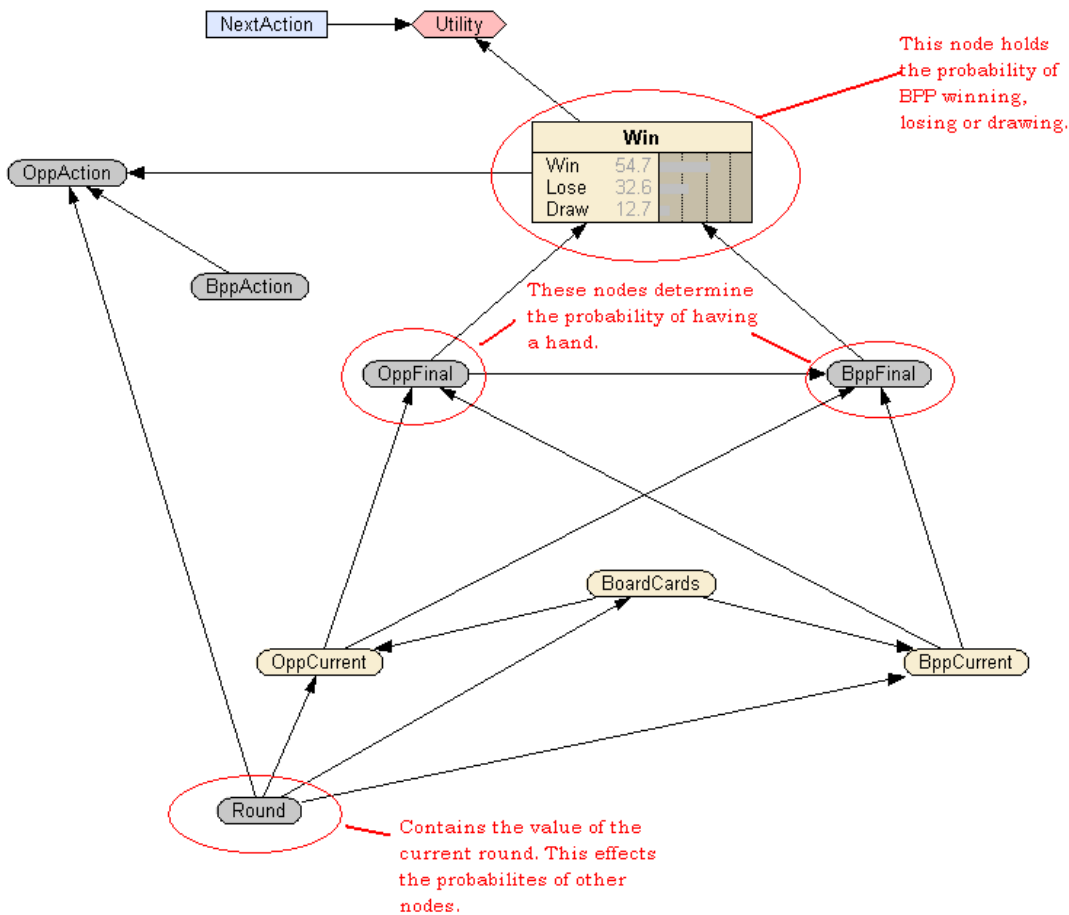 NextAction
Utility
This node holds
the probability of
BPP winning,
losing or drawing.
Win
Win 54.7
Lose 32.6
Draw 12.7
OppAction
BppAction
These nodes determine
the probability of having
a hand.
OppFinal
BppFinal
BoardCards
OppCurrent
BppCurrent
Round
Contains the value of the
current round. This effects
the probabilites of other
nodes.